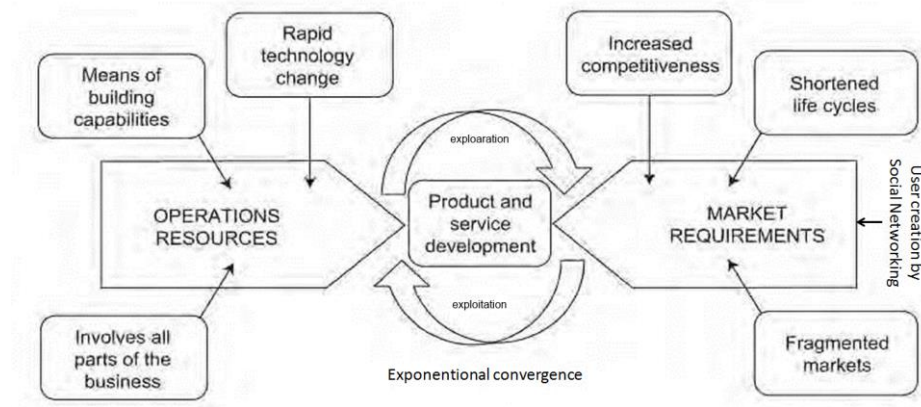 Rapid
technology
change
Increased
competitiveness
Means of
building
capabilities
Shortened
life cycles
exploaration
OPERATIONS
RESOURCES
Product and
service
development
MARKET
REQUIREMENTS
User creation by
Social Networking
exploitation
Involves all
parts of the
business
Fragmented
markets
Exponentional convergence